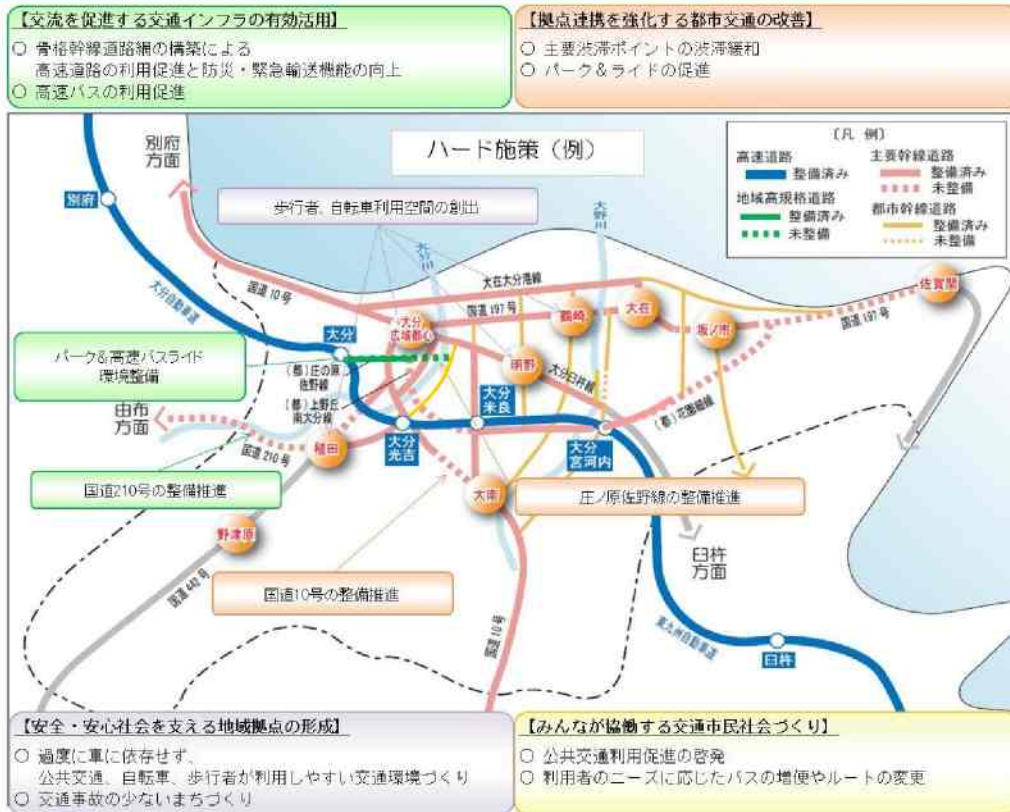 【交流を促進する交通インフラの有効活用】
○ 骨格幹線道路網の構築による
高速道路の利用促進と防災・緊急輸送機能の向上
○ 高速バスの利用促進
【拠点連携を強化する都市交通の改善】
○ 主要渋滞ポイントの渋滞緩和
○ パーク&ライドの促進
ハード施策（例）
〔凡 例〕
高速道路
整備済み
地域高規格道路
整備済み
未整備
主要幹線道路
整備済み
未整備
都市幹線道路
整備済み
未整備
別府
方面
別府
歩行者、自転車利用空間の創出
大分川
大野川
国道10号
大分自動車道
大在大分港線
国道197号
大分
広域都心
鶴崎
大在
坂ノ市
佐賀関
国道197号
大分
パーク&高速バスライド
環境整備
(都)庄の原
佐野線
(都)上野丘
南大分線
明野
大分臼杵線
大分
米良
(都)花園細線
由布
方面
国道210号
稙田
大分
光吉
大分
宮河内
国道210号の整備推進
大南
庄ノ原佐野線の整備推進
野津原
国道442号
国道10号の整備推進
国道10号
臼杵
方面
東九州自動車道
臼杵
【安全・安心社会を支える地域拠点の形成】
○ 過度に車に依存せず、
公共交通、自転車、歩行者が利用しやすい交通環境づくり
○ 交通事故の少ないまちづくり
【みんなが協働する交通市民社会づくり】
○ 公共交通利用促進の啓発
○ 利用者のニーズに応じたバスの増便やルートの変更